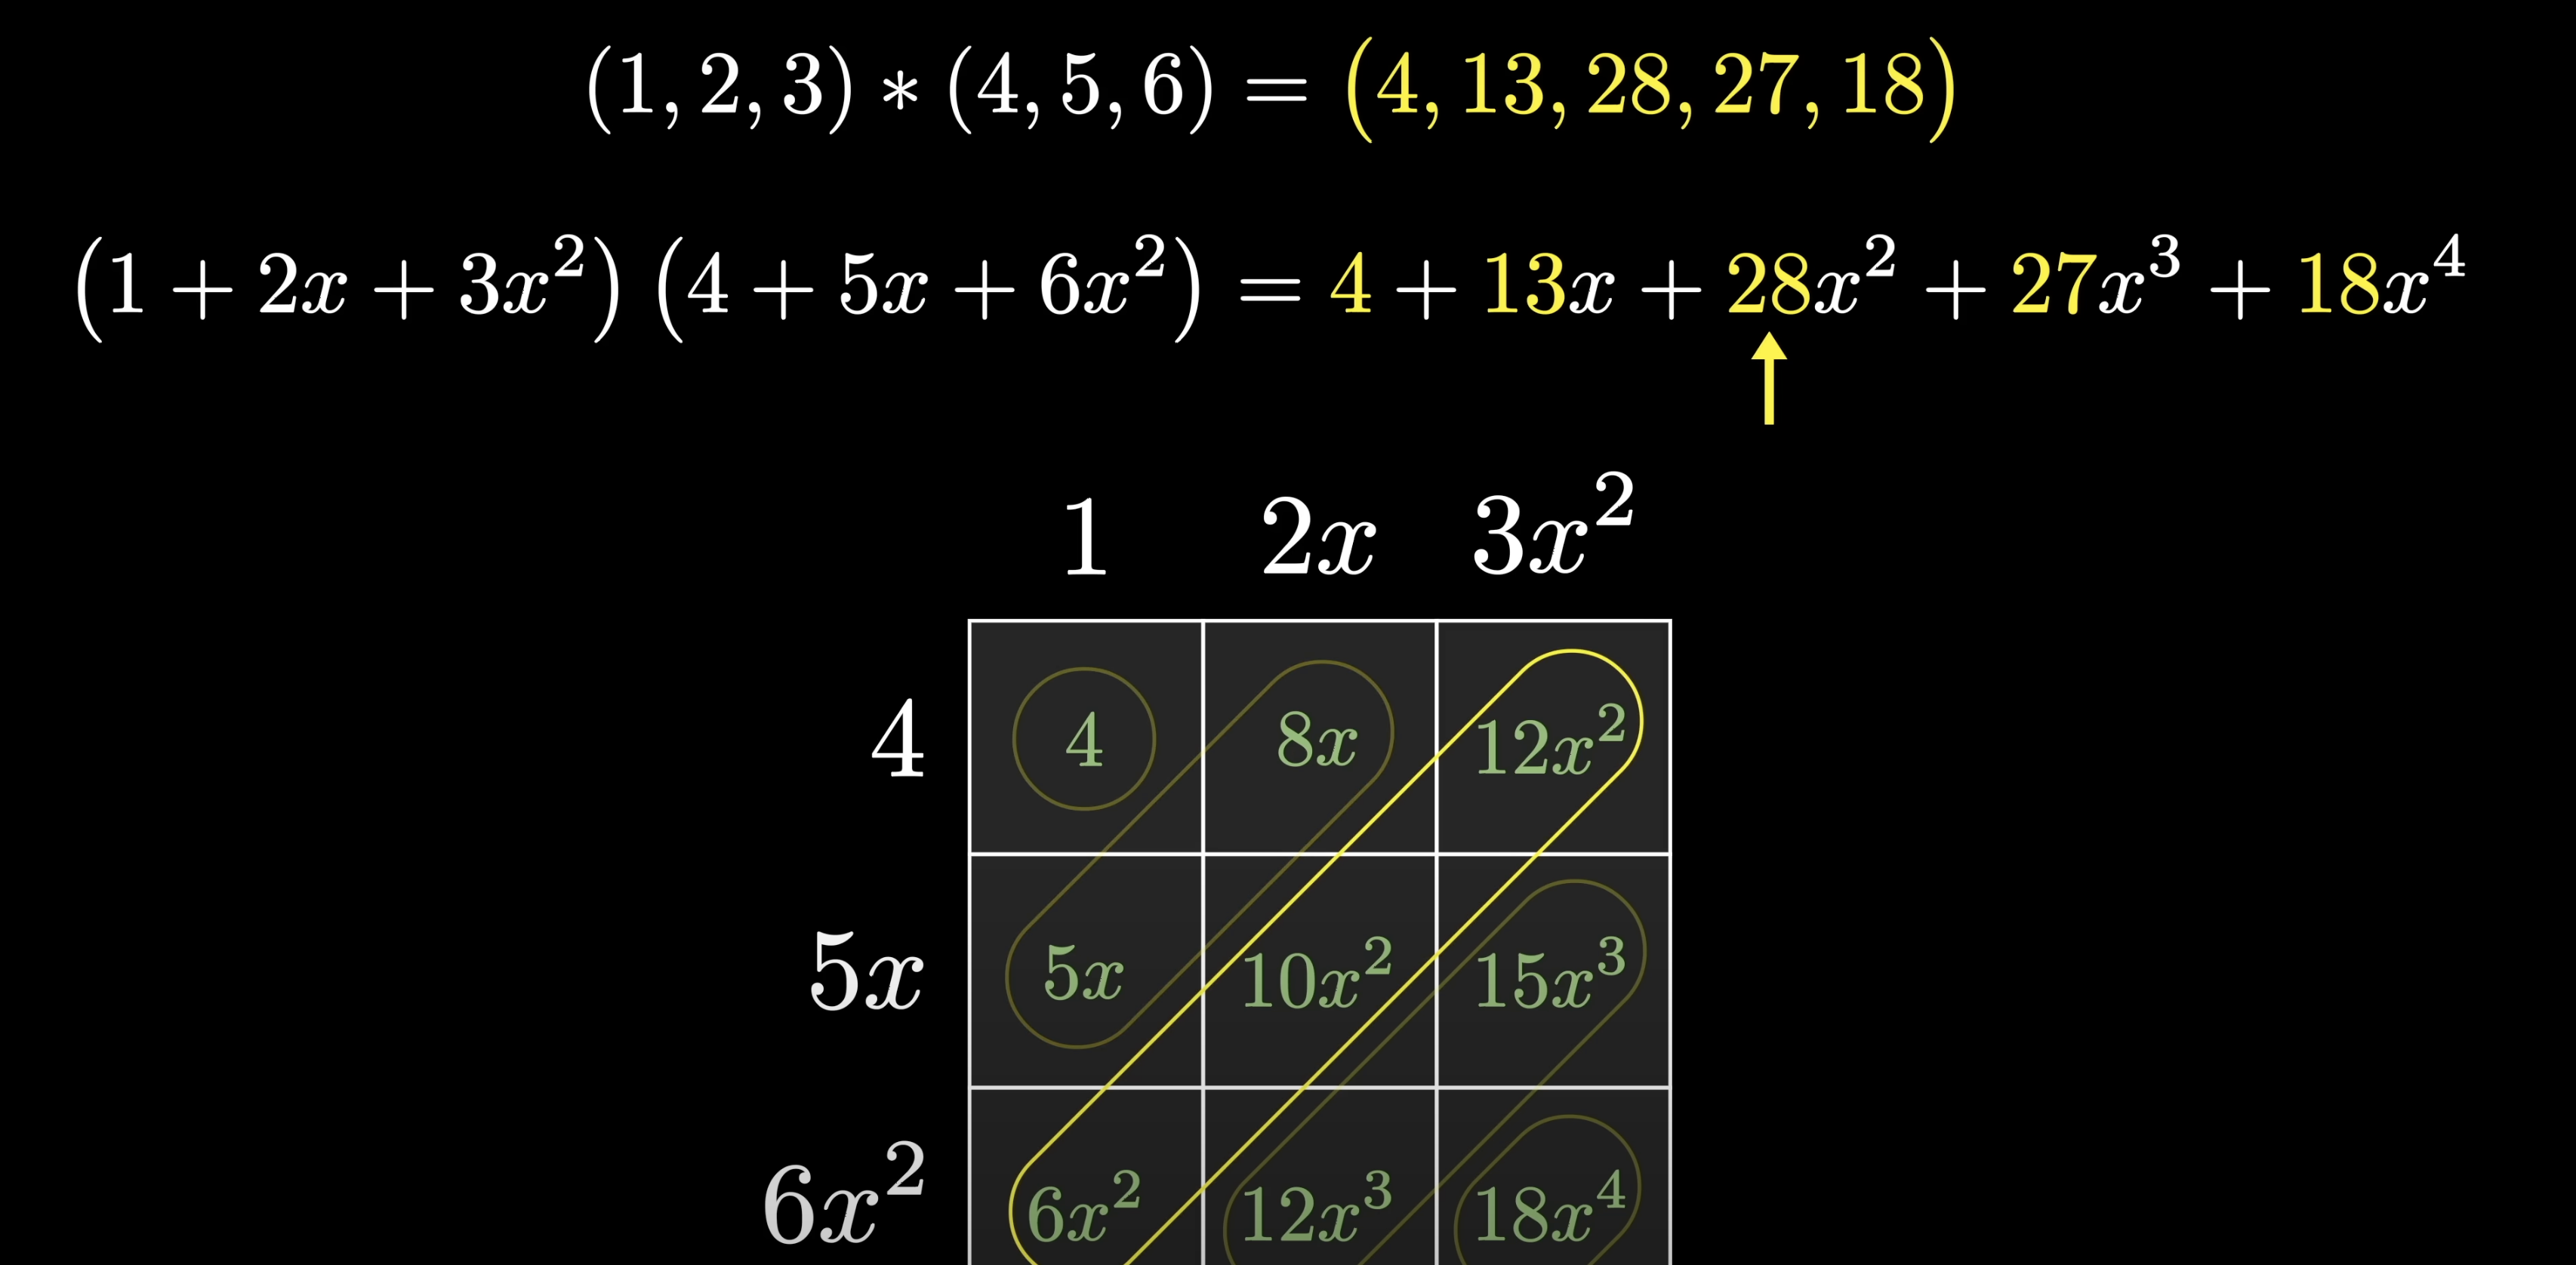 (1, 2, 3) * (4, 5, 6) = (4, 13, 28, 27, 18)
(1 + 2x + 3x²) (4 + 5x + 6x²) = 4 + 13x + 28x² + 27x³ + 18x⁴
1 2x 3x²
4 4 8x 12x²
5x 5x 10x² 15x³
6x² 6x² 12x³ 18x⁴